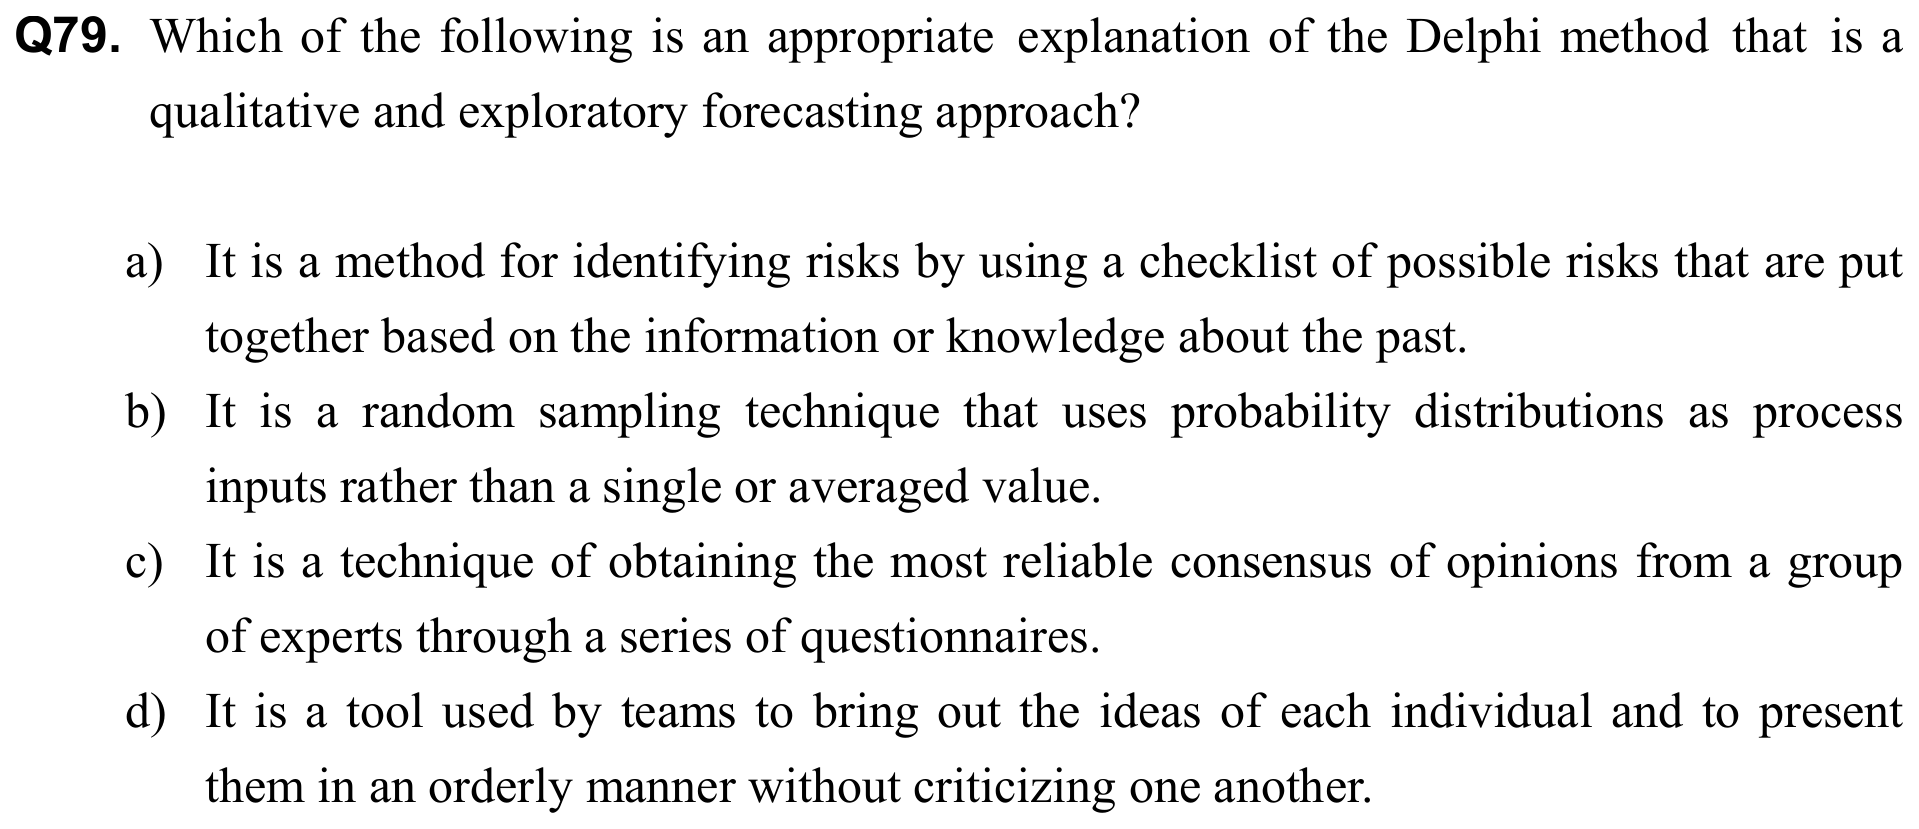 Q79. Which of the following is an appropriate explanation of the Delphi method that is a
qualitative and exploratory forecasting approach?
a) It is a method for identifying risks by using a checklist of possible risks that are put
together based on the information or knowledge about the past.
b) It is a random sampling technique that uses probability distributions as process
inputs rather than a single or averaged value.
c) It is a technique of obtaining the most reliable consensus of opinions from a group
of experts through a series of questionnaires.
d) It is a tool used by teams to bring out the ideas of each individual and to present
them in an orderly manner without criticizing one another.